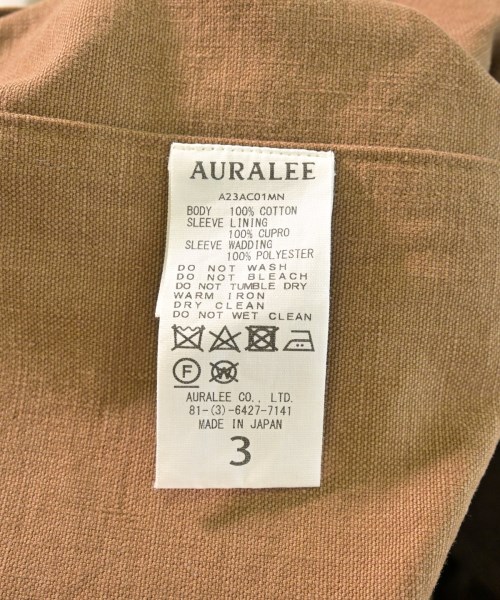 AURALEE
A23AC01MN
BODY 100% COTTON
SLEEVE LINING
100% CUPRO
SLEEVE WADDING
100% POLYESTER
DO NOT WASH
DO NOT BLEACH
DO NOT TUMBLE DRY
WARM IRON
DRY CLEAN
DO NOT WET CLEAN
F W
AURALEE CO., LTD.
81-(3)-6427-7141
MADE IN JAPAN
3